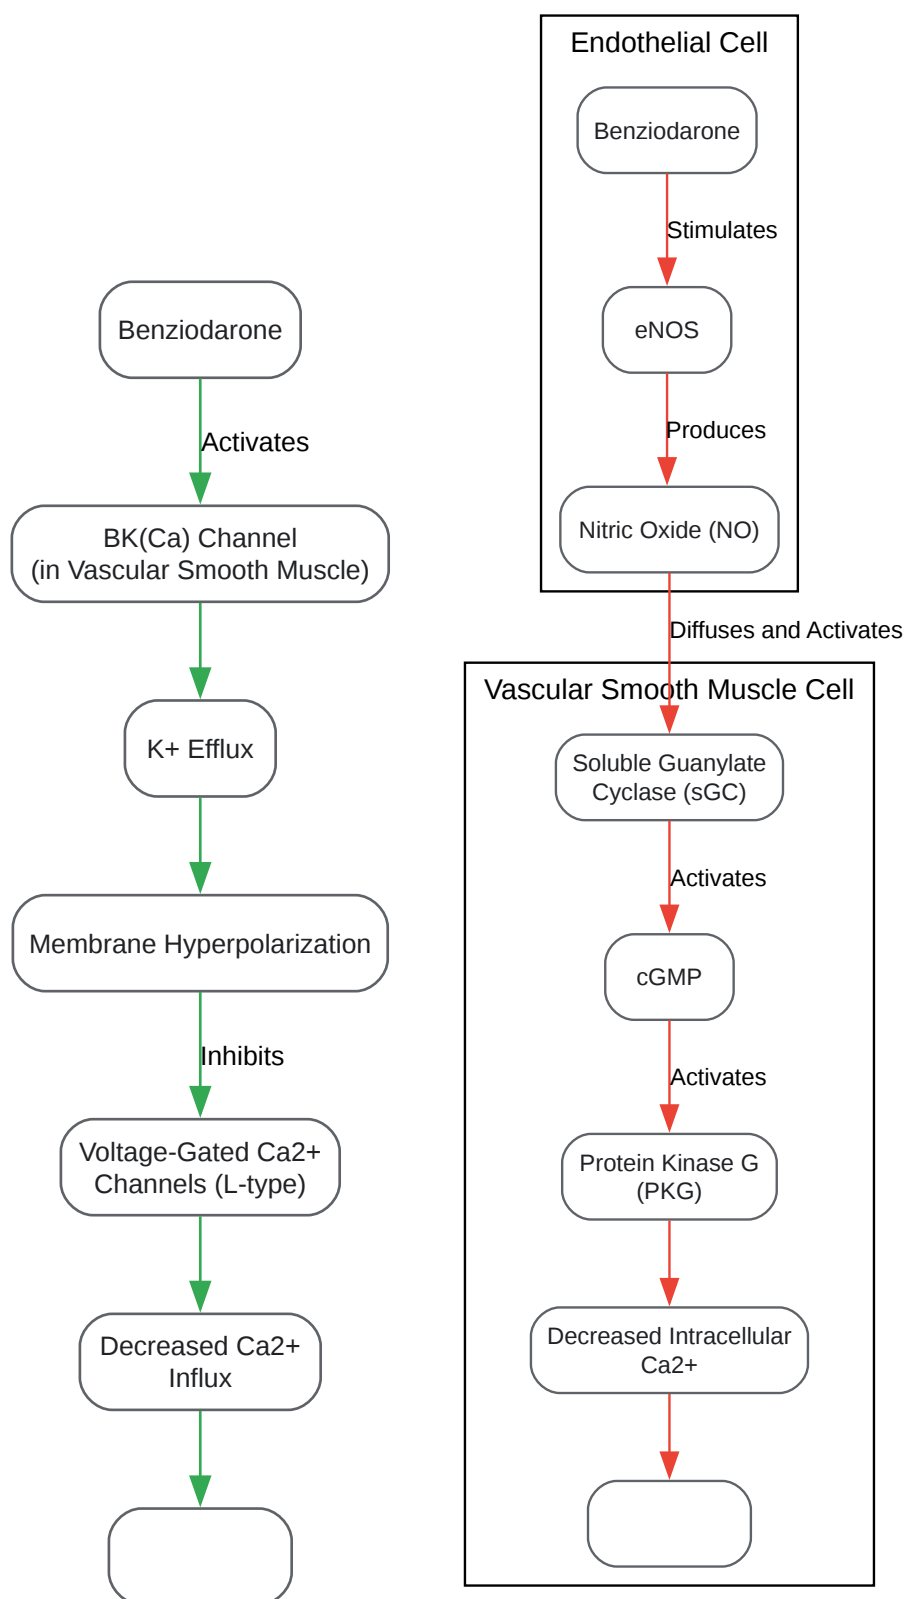 Benziodarone
Activates
BK(Ca) Channel
(in Vascular Smooth Muscle)
K+ Efflux
Membrane Hyperpolarization
Inhibits
Voltage-Gated Ca2+
Channels (L-type)
Decreased Ca2+
Influx
Endothelial Cell
Benziodarone
Stimulates
eNOS
Produces
Nitric Oxide (NO)
Diffuses and Activates
Vascular Smooth Muscle Cell
Soluble Guanylate
Cyclase (sGC)
Activates
cGMP
Activates
Protein Kinase G
(PKG)
Decreased Intracellular
Ca2+